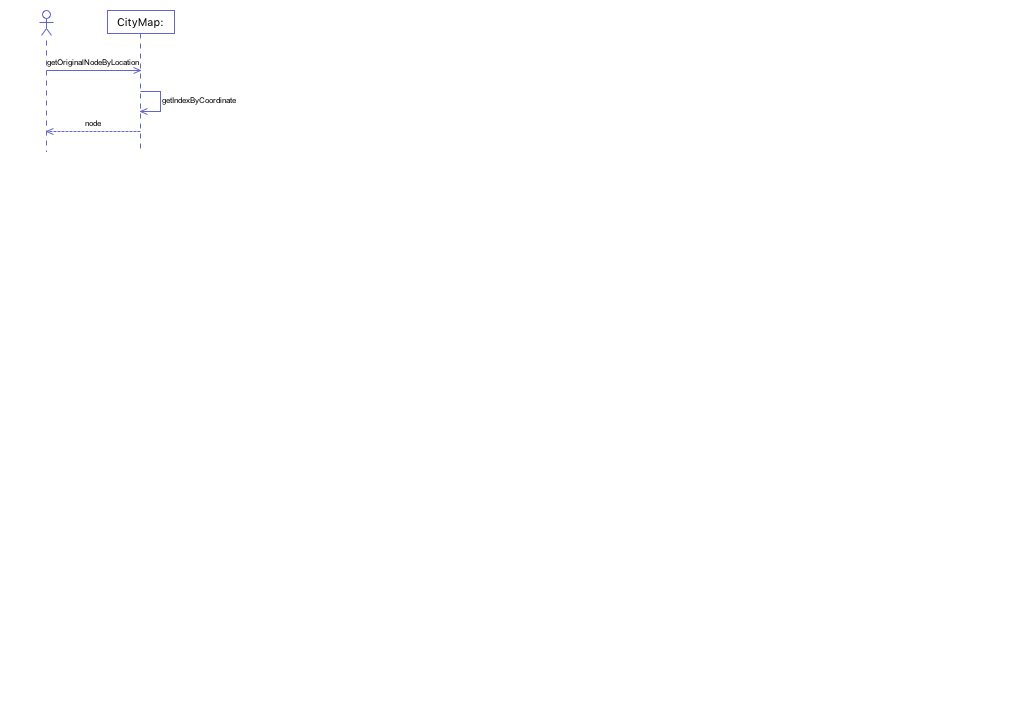 CityMap:
getOriginalNodeByLocation
getIndexByCoordinate
node